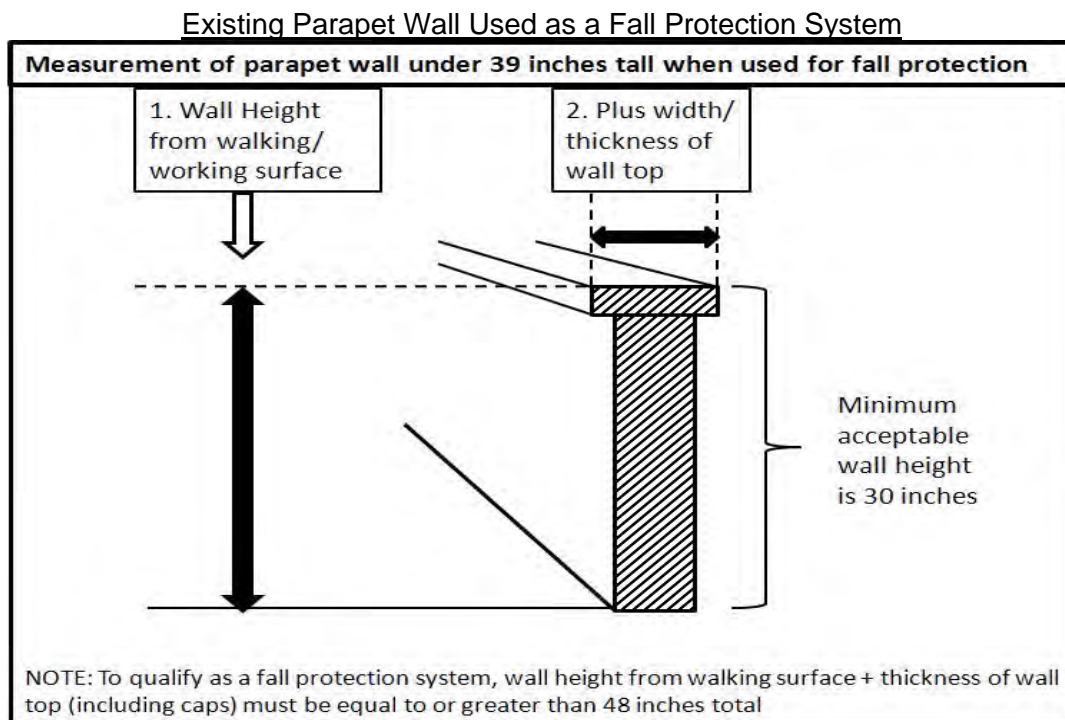 Existing Parapet Wall Used as a Fall Protection System
Measurement of parapet wall under 39 inches tall when used for fall protection
1. Wall Height
from walking/
working surface
2. Plus width/
thickness of
wall top
Minimum
acceptable
wall height
is 30 inches
NOTE: To qualify as a fall protection system, wall height from walking surface + thickness of wall
top (including caps) must be equal to or greater than 48 inches total